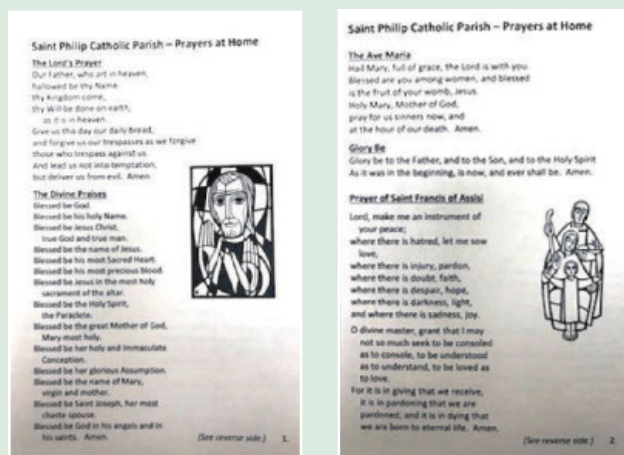 Saint Philip Catholic Parish – Prayers at Home
The Lord's Prayer
Our Father, who art in heaven,
hallowed be thy Name.
thy Kingdom come,
thy Will be done on earth,
as it is in heaven.
Give us this day our daily bread,
and forgive us our trespasses as we forgive
those who trespass against us.
And lead us not into temptation,
but deliver us from evil. Amen.
The Divine Praises
Blessed be God.
Blessed be his holy Name.
Blessed be Jesus Christ,
true God and true man.
Blessed be the name of Jesus.
Blessed be his most Sacred Heart.
Blessed be his most precious blood.
Blessed be Jesus in the most holy
sacrament of the altar.
Blessed be the Holy Spirit,
the Paraclete.
Blessed be the great Mother of God,
Mary most holy.
Blessed be her holy and Immaculate
Conception.
Blessed be her glorious Assumption.
Blessed be the name of Mary,
virgin and mother.
Blessed be Saint Joseph, her most
chaste spouse.
Blessed be God in his angels and in
his saints. Amen.
(See reverse side.) 1.
Saint Philip Catholic Parish – Prayers at Home
The Ave Maria
Hail Mary, full of grace, the Lord is with you.
Blessed are you among women, and blessed
is the fruit of your womb, Jesus.
Holy Mary, Mother of God,
pray for us sinners now, and
at the hour of our death. Amen.
Glory Be
Glory be to the Father, and to the Son, and to the Holy Spirit
As it was in the beginning, is now, and ever shall be. Amen.
Prayer of Saint Francis of Assisi
Lord, make me an instrument of
your peace;
where there is hatred, let me sow
love,
where there is injury, pardon,
where there is doubt, faith,
where there is despair, hope,
where there is darkness, light,
and where there is sadness, joy.
O divine master, grant that I may
not so much seek to be consoled
as to console, to be understood
as to understand, to be loved as
to love.
For it is in giving that we receive,
it is in pardoning that we are
pardoned, and it is in dying that
we are born to eternal life. Amen.
(See reverse side.) 2.